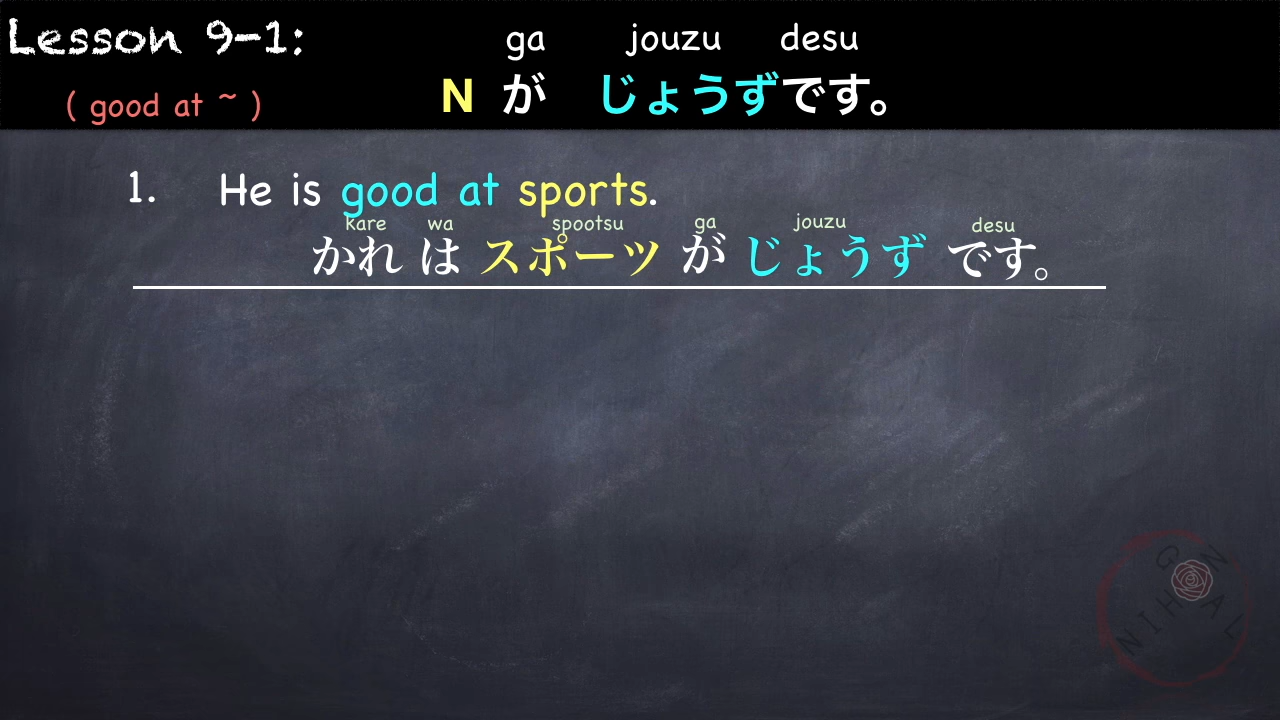 Lesson 9-1:
ga jouzu desu
( good at ~ )
N が じょうずです。
1. He is good at sports.
kare wa spootsu ga jouzu desu
かれ は スポーツ が じょうず です。
NIHON
GAL